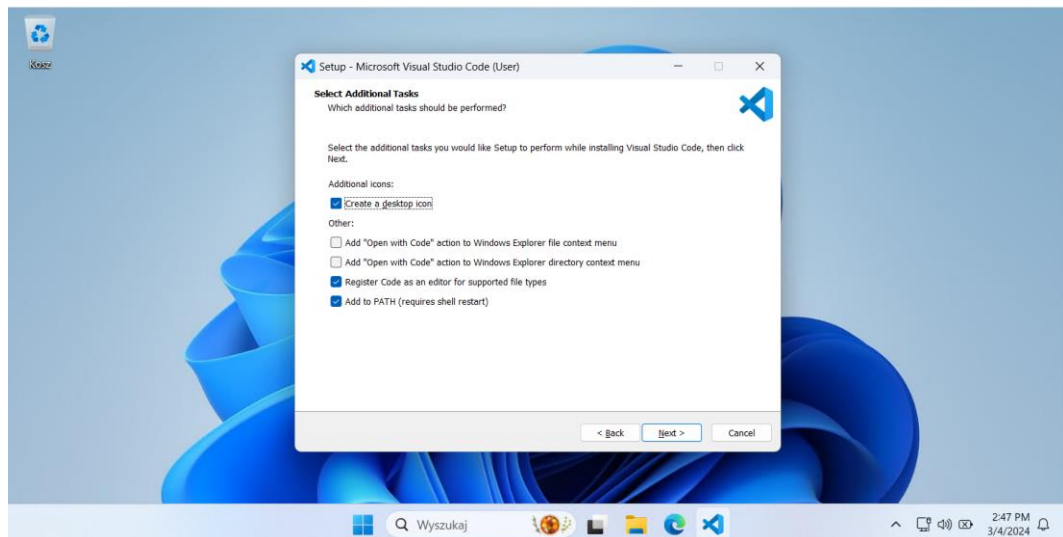 Kosz
Setup - Microsoft Visual Studio Code (User)
Select Additional Tasks
Which additional tasks should be performed?
Select the additional tasks you would like Setup to perform while installing Visual Studio Code, then click
Next.
Additional icons:
Create a desktop icon
Other:
Add "Open with Code" action to Windows Explorer file context menu
Add "Open with Code" action to Windows Explorer directory context menu
Register Code as an editor for supported file types
Add to PATH (requires shell restart)
< Back Next > Cancel
Wyszukaj
2:47 PM
3/4/2024